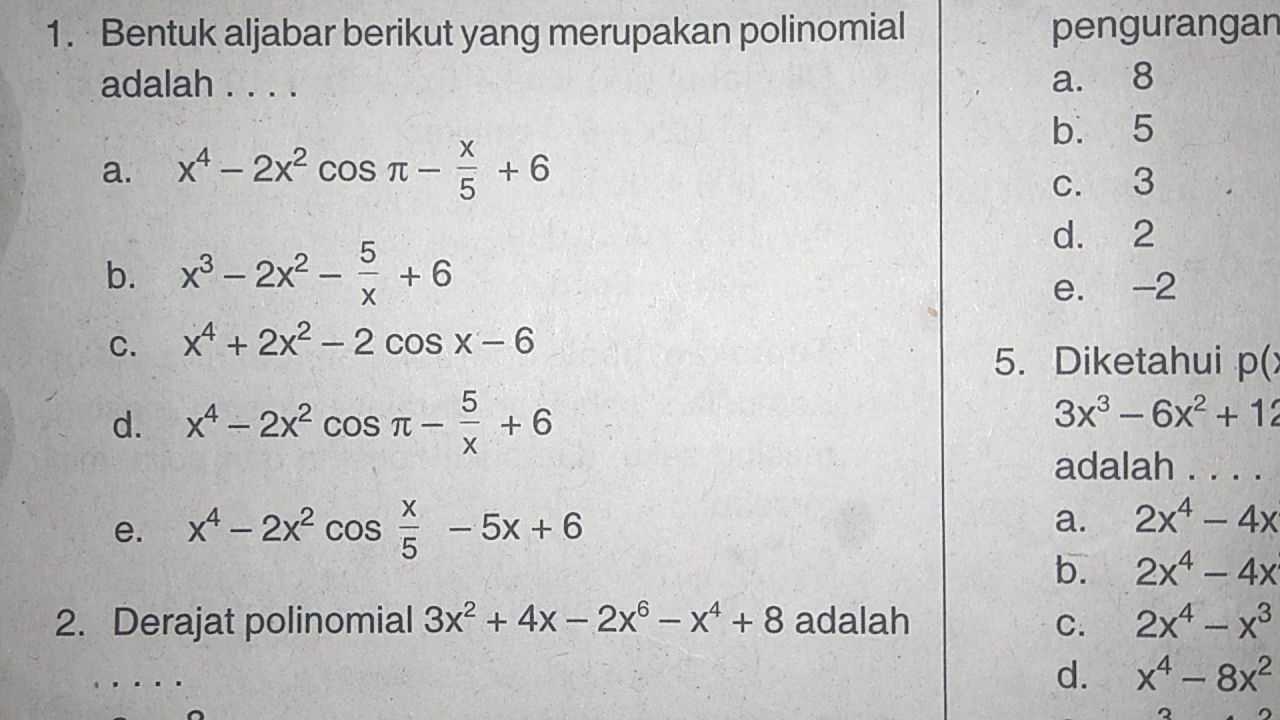 1. Bentuk aljabar berikut yang merupakan polinomial
adalah . . . .
a. x⁴ – 2x² cos π – x/5 + 6
b. x³ – 2x² – 5/x + 6
c. x⁴ + 2x² – 2 cos x – 6
d. x⁴ – 2x² cos π – 5/x + 6
e. x⁴ – 2x² cos x/5 – 5x + 6
2. Derajat polinomial 3x² + 4x – 2x⁶ – x⁴ + 8 adalah
. . . . .
pengurangan
a. 8
b. 5
c. 3
d. 2
e. –2
5. Diketahui p(x
3x³ – 6x² + 12
adalah . . . .
a. 2x⁴ – 4x
b. 2x⁴ – 4x
c. 2x⁴ – x³
d. x⁴ – 8x²